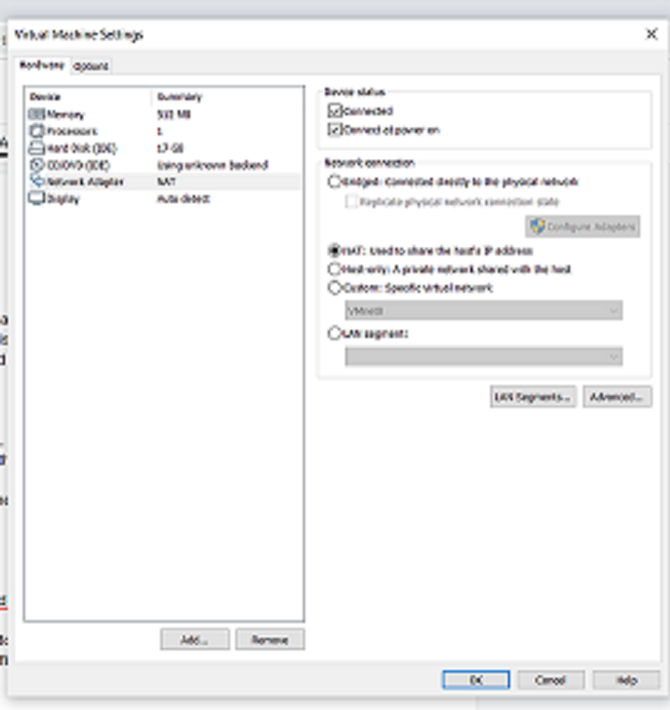 Virtual Machine Settings
Hardware Options
Device Summary
Memory 512 MB
Processors 1
Hard Disk (IDE)
CD/DVD (IDE) Using unknown backend
Network Adapter NAT
Display Auto detect
Add... Remove
Device status
Connected
Connect at power on
Network connection
Bridged: Connected directly to the physical network
Replicate physical network connection state
Configure Adapters
NAT: Used to share the host's IP address
Host-only: A private network shared with the host
Custom: Specific virtual network
LAN segment:
LAN Segments... Advanced...
OK Cancel Help